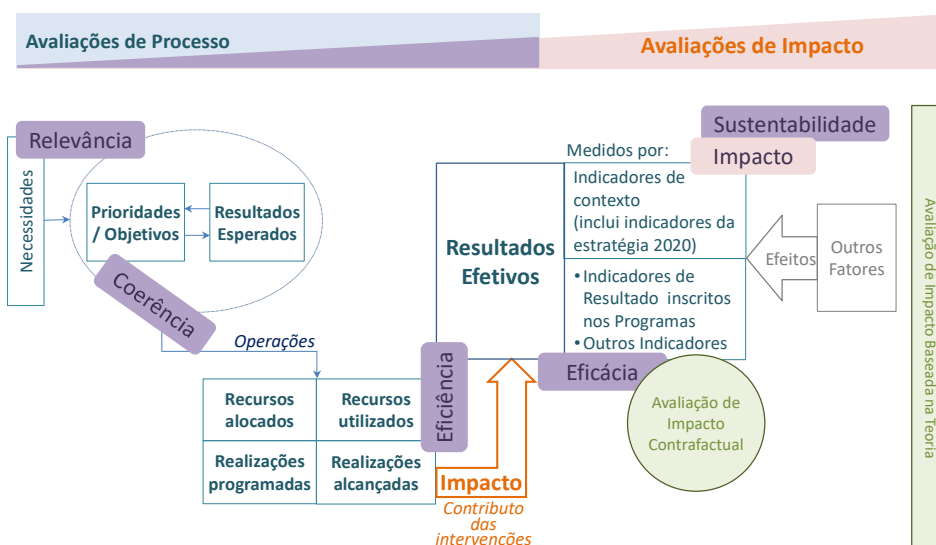 Avaliações de Processo
Avaliações de Impacto
Sustentabilidade
Relevância
Medidos por:
Impacto
Necessidades
Prioridades
/ Objetivos
Resultados
Esperados
Coerência
Operações
Recursos
alocados
Recursos
utilizados
Realizações
programadas
Realizações
alcançadas
Eficiência
Resultados
Efetivos
Indicadores de
contexto
(inclui indicadores da
estratégia 2020)
•Indicadores de
Resultado inscritos
nos Programas
•Outros Indicadores
Eficácia
Efeitos
Outros
Fatores
Avaliação de
Impacto
Contrafactual
Impacto
Contributo
das
intervenções
Avaliação de Impacto Baseada na Teoria